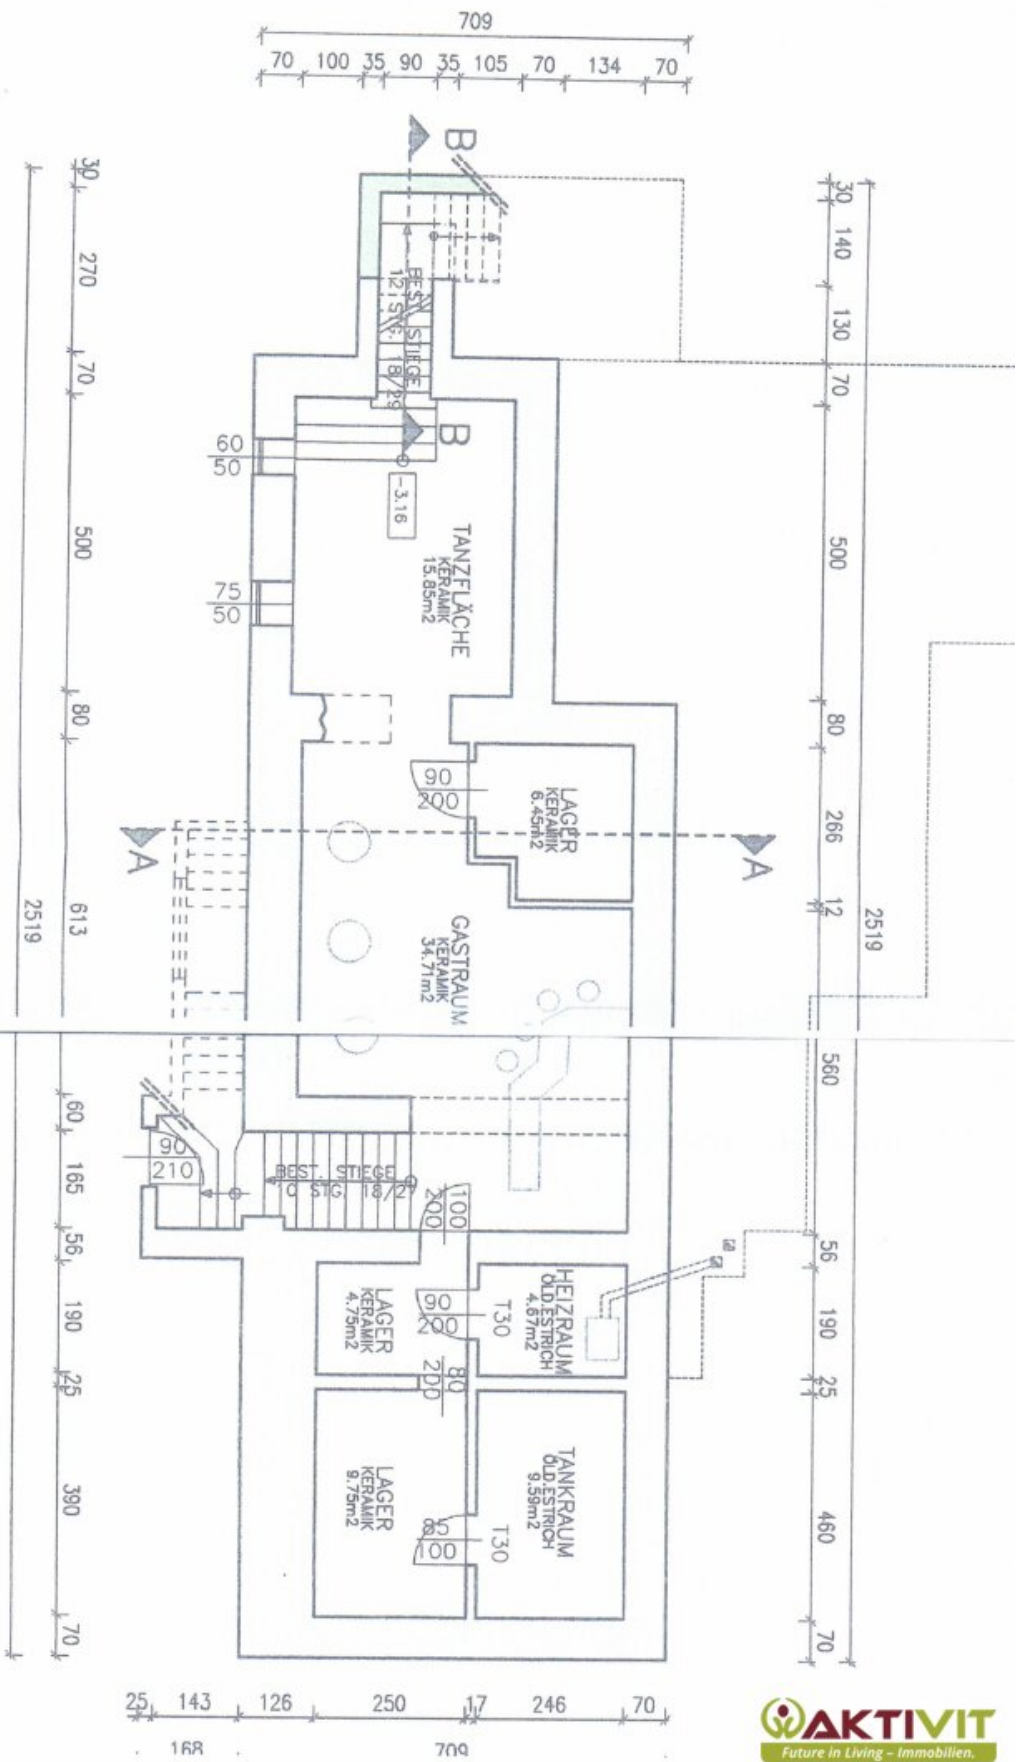 709
70 100 35 90 35 105 70 134 70
B
30 270 70 500 80 613 60 165 56 190 25 390 70
2519
30 140 130 70 500 80 266 12 560 56 190 25 460 70
2519
BEST. STIEGE
12 STG. 18/29
B
-3.16
60
50
75
50
TANZFLÄCHE
KERAMIK
15.85m2
90
200
LAGER
KERAMIK
6.45m2
A
A
GASTRAUM
KERAMIK
34.71m2
90
210
BEST. STIEGE
100
200
LAGER
KERAMIK
4.75m2
90
200
T30
HEIZRAUM
ÖLD.ESTRICH
4.67m2
80
200
LAGER
KERAMIK
9.75m2
100
T30
TANKRAUM
ÖLD.ESTRICH
9.59m2
25 143 126 250 17 246 70
168 709
AKTIVIT
Future in Living – Immobilien.